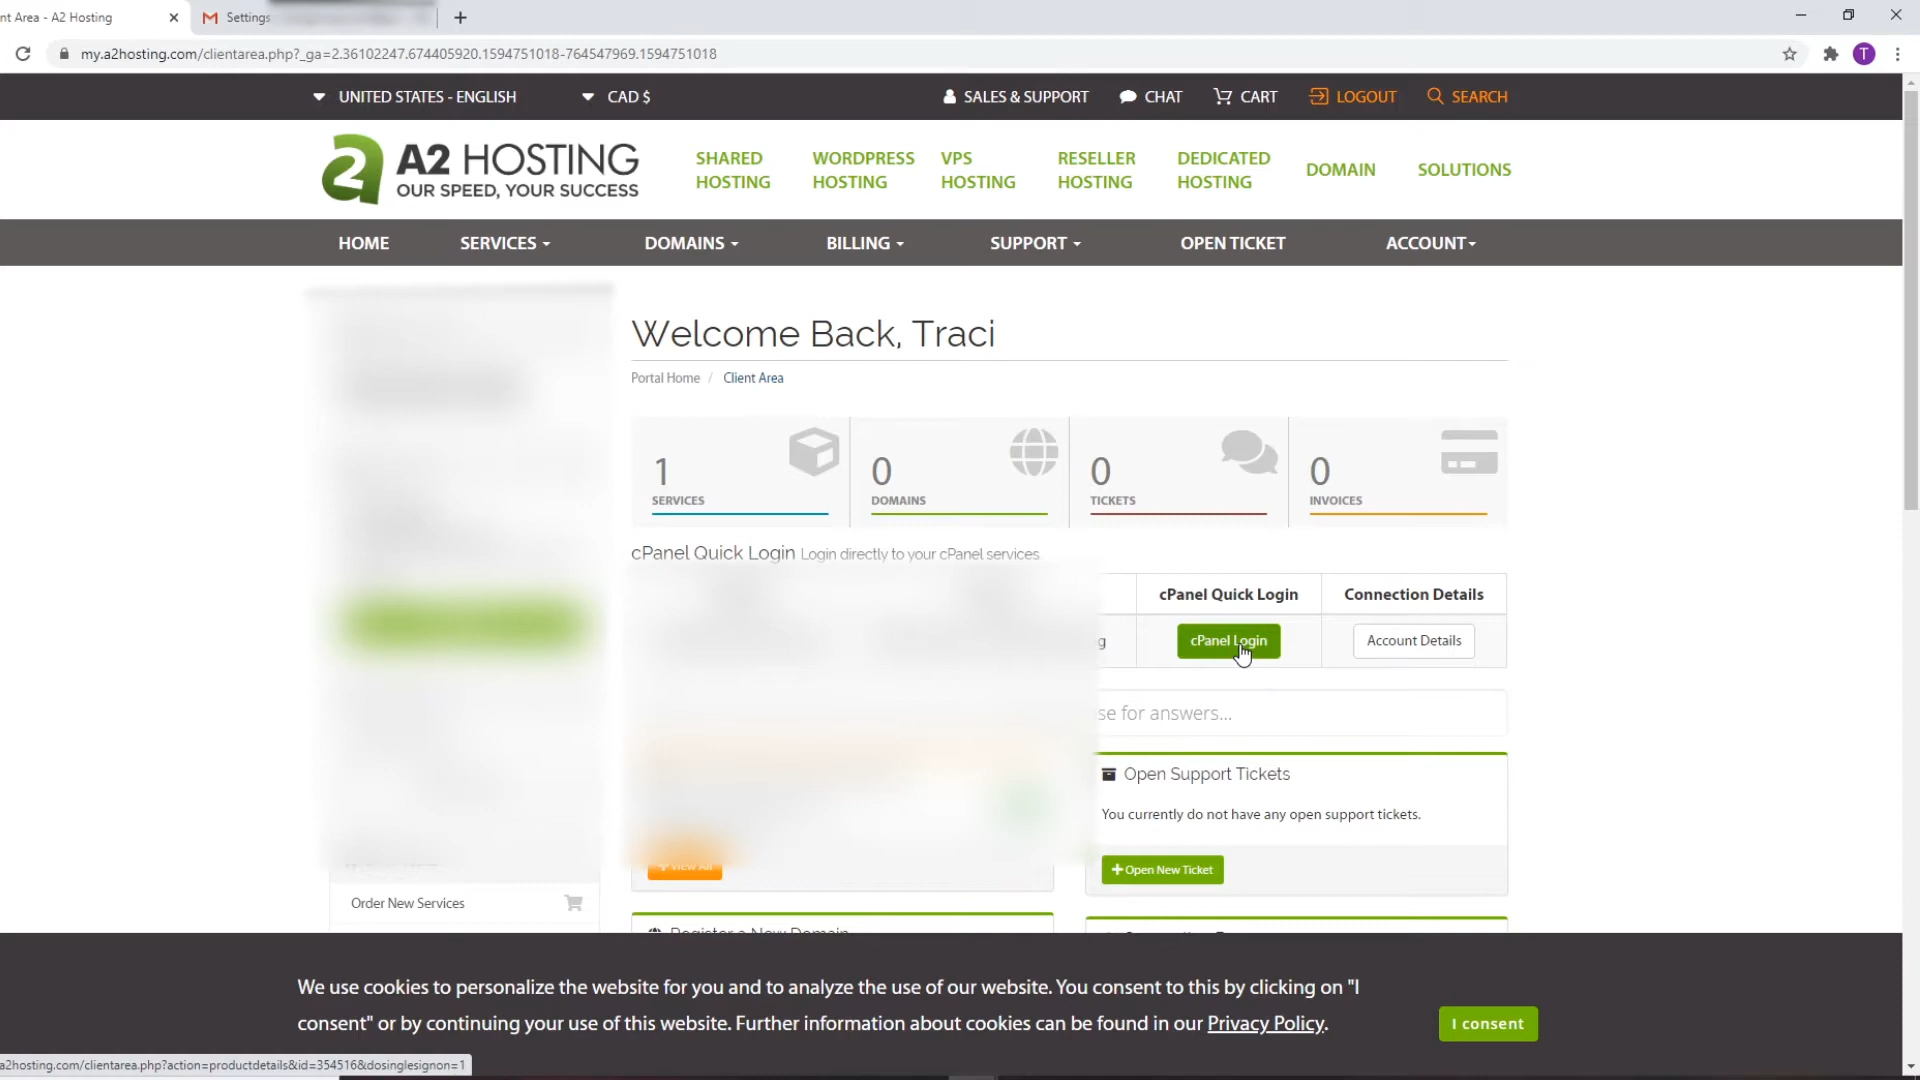 nt Area - A2 Hosting
Settings
my.a2hosting.com/clientarea.php?_ga=2.36102247.674405920.1594751018-764547969.1594751018
T
UNITED STATES - ENGLISH
CAD $
SALES & SUPPORT
CHAT
CART
LOGOUT
SEARCH
A2 HOSTING
OUR SPEED, YOUR SUCCESS
SHARED HOSTING
WORDPRESS HOSTING
VPS HOSTING
RESELLER HOSTING
DEDICATED HOSTING
DOMAIN
SOLUTIONS
HOME
SERVICES
DOMAINS
BILLING
SUPPORT
OPEN TICKET
ACCOUNT
Welcome Back, Traci
Portal Home / Client Area
1
SERVICES
0
DOMAINS
0
TICKETS
0
INVOICES
cPanel Quick Login Login directly to your cPanel services.
cPanel Quick Login
Connection Details
g
cPanel Login
Account Details
se for answers...
Open Support Tickets
You currently do not have any open support tickets.
View All
+Open New Ticket
Order New Services
Register a New Domain
We use cookies to personalize the website for you and to analyze the use of our website. You consent to this by clicking on "I
consent" or by continuing your use of this website. Further information about cookies can be found in our Privacy Policy.
I consent
a2hosting.com/clientarea.php?action=productdetails&id=354516&dosinglesignon=1